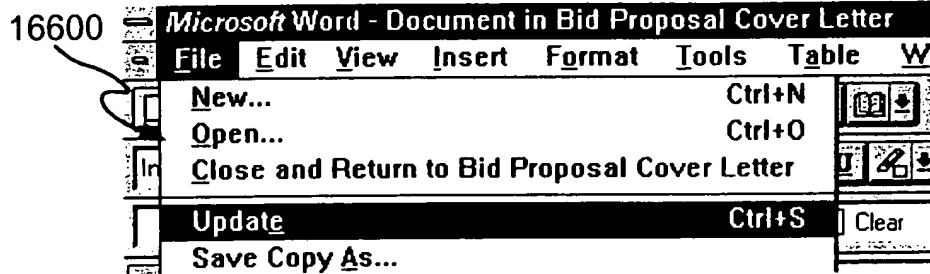 16600
Microsoft Word - Document in Bid Proposal Cover Letter
File Edit View Insert Format Tools Table W
New... Ctrl+N
Open... Ctrl+O
Close and Return to Bid Proposal Cover Letter
In U
Update Ctrl+S
Clear
Save Copy As...